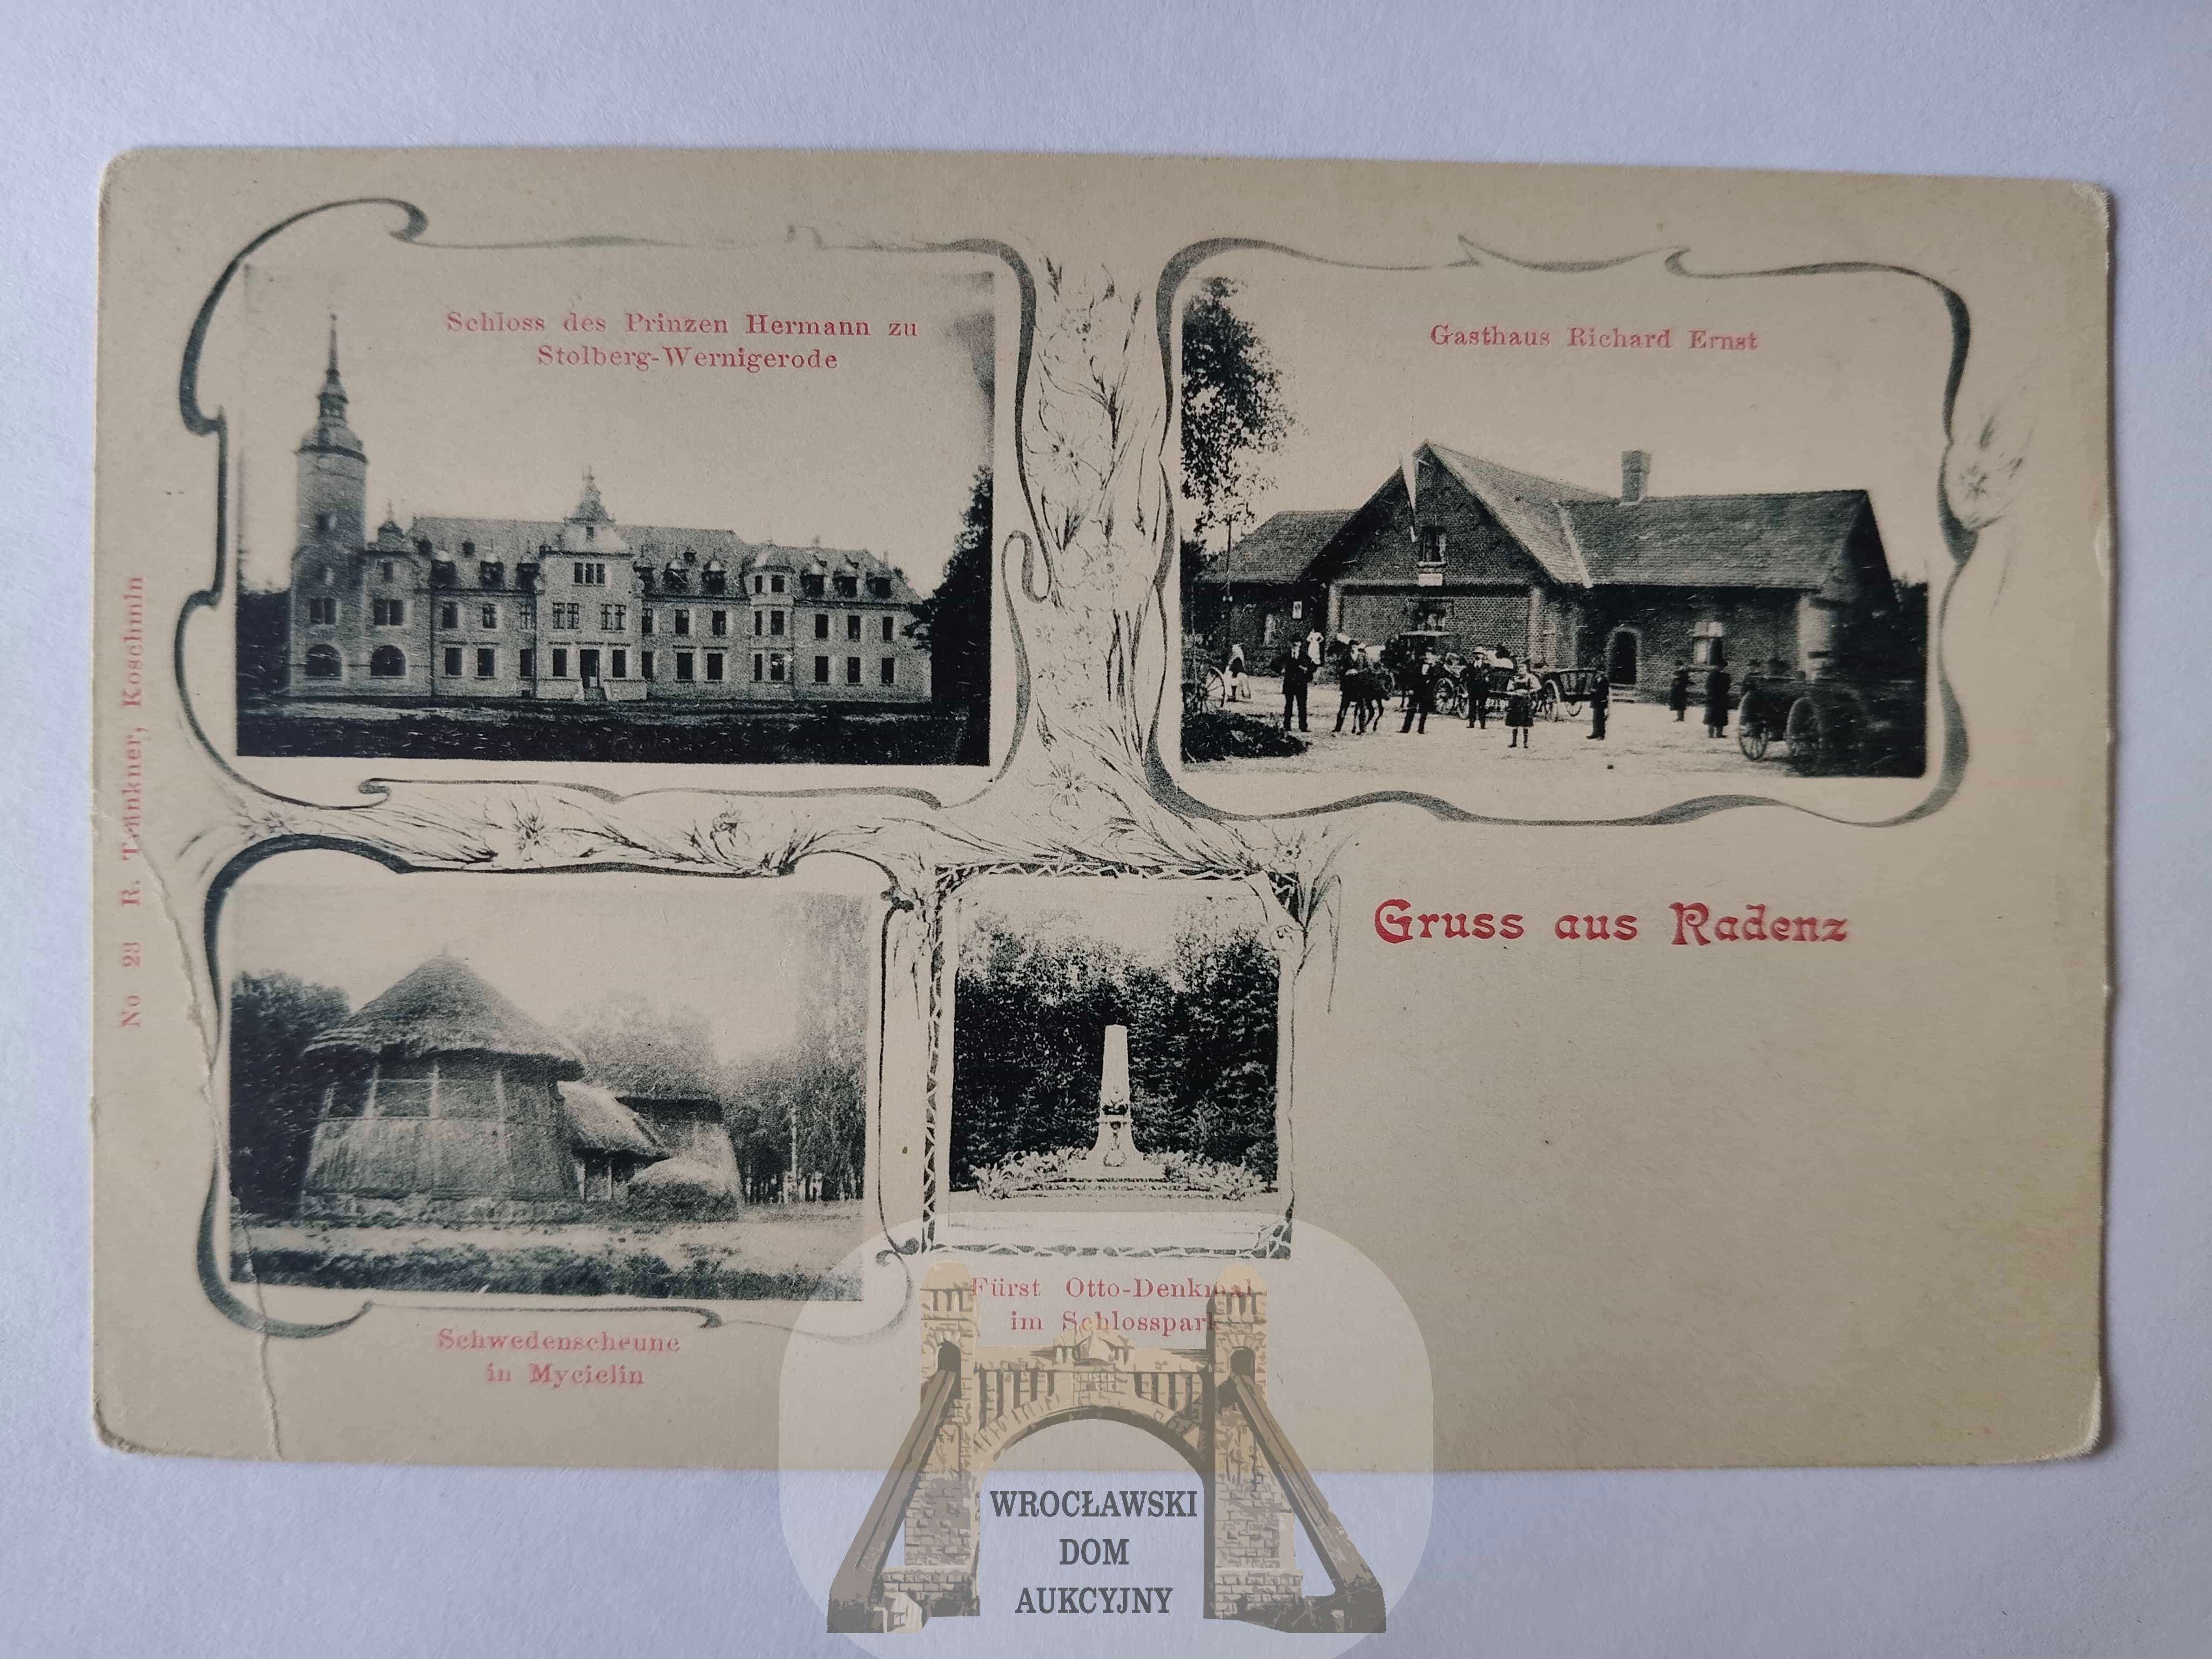 Schloss des Prinzen Hermann zu
Stolberg-Wernigerode
Gasthaus Richard Ernst
No 23 R. Tränkner, Koschmin
Gruss aus Radenz
Schwedenscheune
in Mycielin
Fürst Otto-Denkmal
im Schlosspark
WROCŁAWSKI
DOM
AUKCYJNY